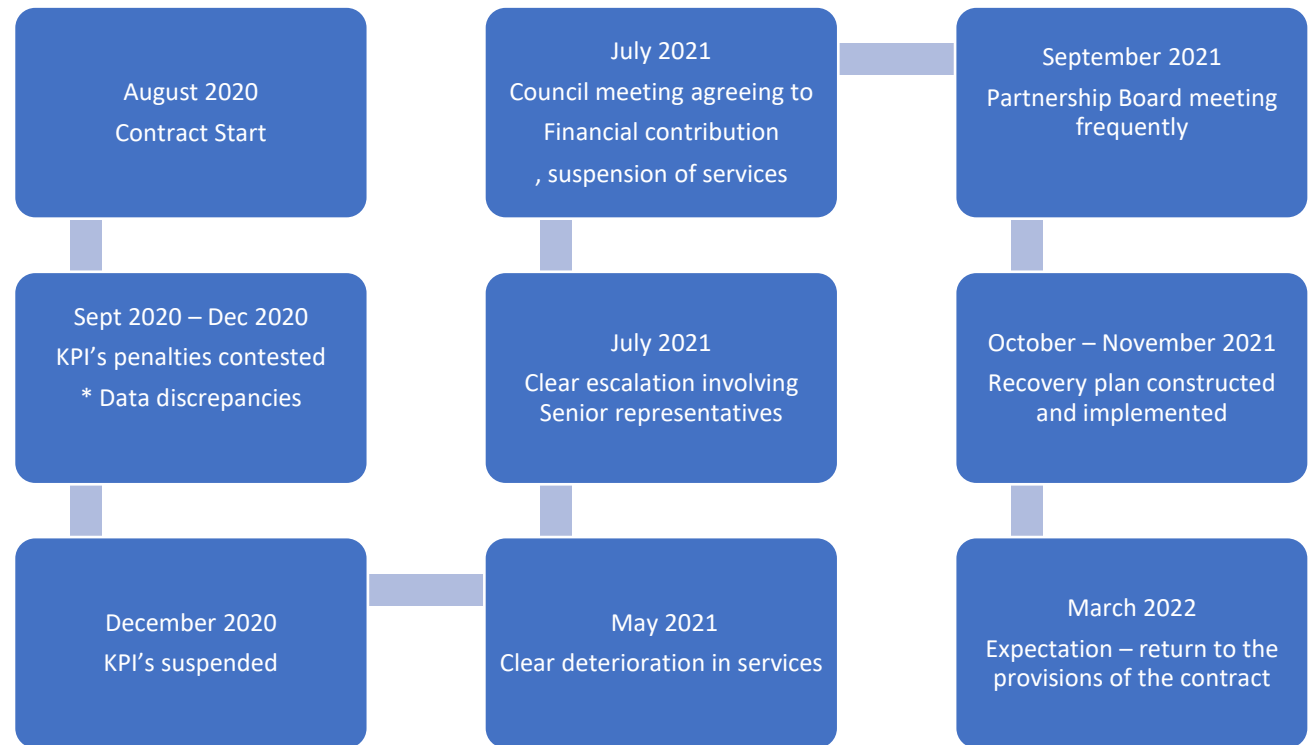 August 2020
Contract Start
Sept 2020 – Dec 2020
KPI's penalties contested
* Data discrepancies
December 2020
KPI's suspended
May 2021
Clear deterioration in services
July 2021
Clear escalation involving
Senior representatives
July 2021
Council meeting agreeing to
Financial contribution
, suspension of services
September 2021
Partnership Board meeting
frequently
October – November 2021
Recovery plan constructed
and implemented
March 2022
Expectation – return to the
provisions of the contract